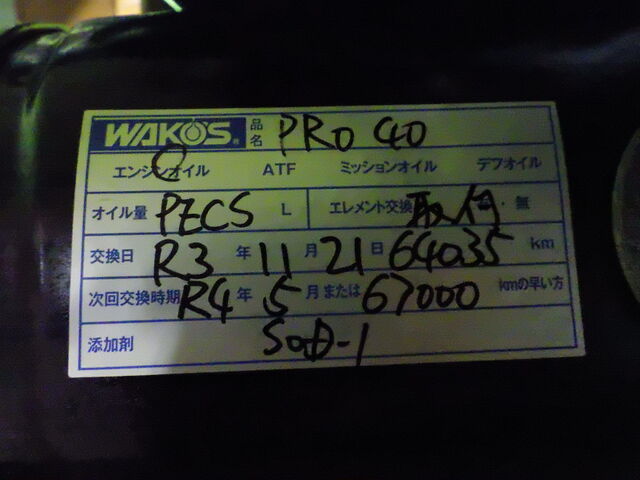 WAKO'S 品名 PRO 40
エンジンオイル ATF ミッションオイル デフオイル
オイル量 PECS L エレメント交換 取付 ・ 無
交換日 R3 年 11 月 21 日 64035 km
次回交換時期 R4 年 5 月または 67000 kmの早い方
添加剤 SOD-1